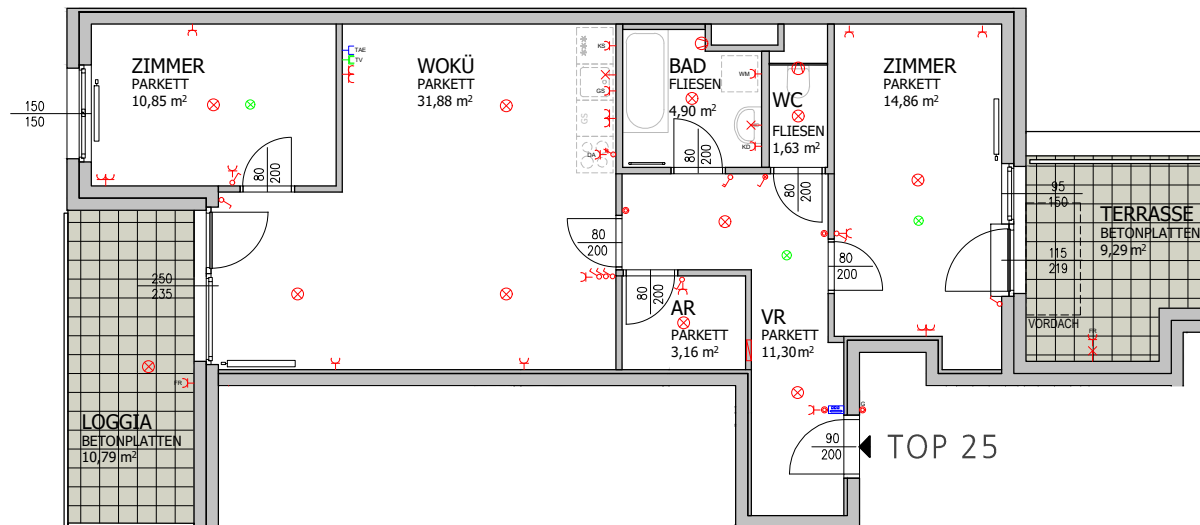 ZIMMER
PARKETT
10,85 m²
TAE
TV
WOKÜ
PARKETT
31,88 m²
KS
GS
GS
DA
BAD
FLIESEN
4,90 m²
WM
KD
WC
FLIESEN
1,63 m²
ZIMMER
PARKETT
14,86 m²
150
150
80
200
80
200
80
200
80
200
80
200
80
200
95
150
115
219
TERRASSE
BETONPLATTEN
9,29 m²
VORDACH
FR
250
235
AR
PARKETT
3,16 m²
VR
PARKETT
11,30 m²
FR
LOGGIA
BETONPLATTEN
10,79 m²
90
200
TOP 25